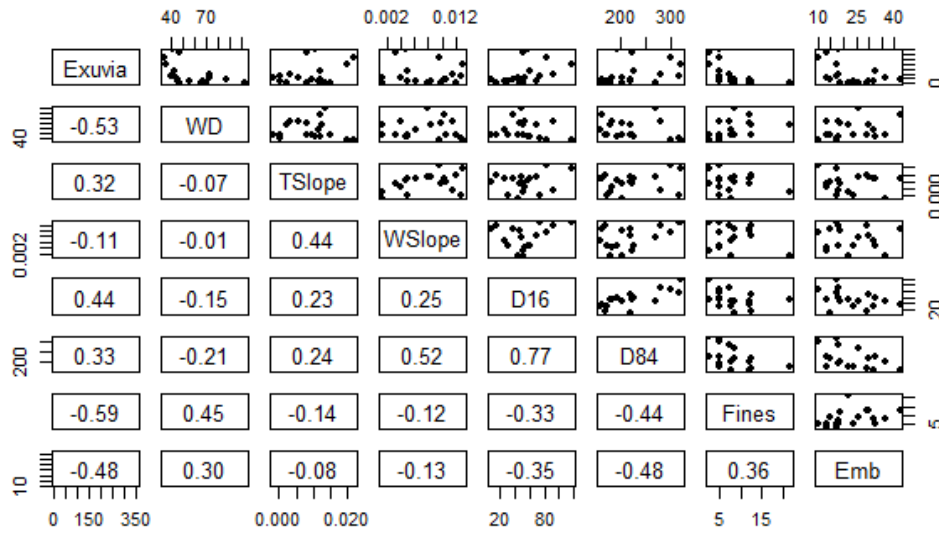 40 70 0.002 0.012 200 300 10 25 40
Exuvia 0
40 -0.53 WD
0.32 -0.07 TSlope 0.000
0.002 -0.11 -0.01 0.44 WSlope
0.44 -0.15 0.23 0.25 D16 20
200 0.33 -0.21 0.24 0.52 0.77 D84
-0.59 0.45 -0.14 -0.12 -0.33 -0.44 Fines 5
10 -0.48 0.30 -0.08 -0.13 -0.35 -0.48 0.36 Emb
0 150 350 0.000 0.020 20 80 5 15